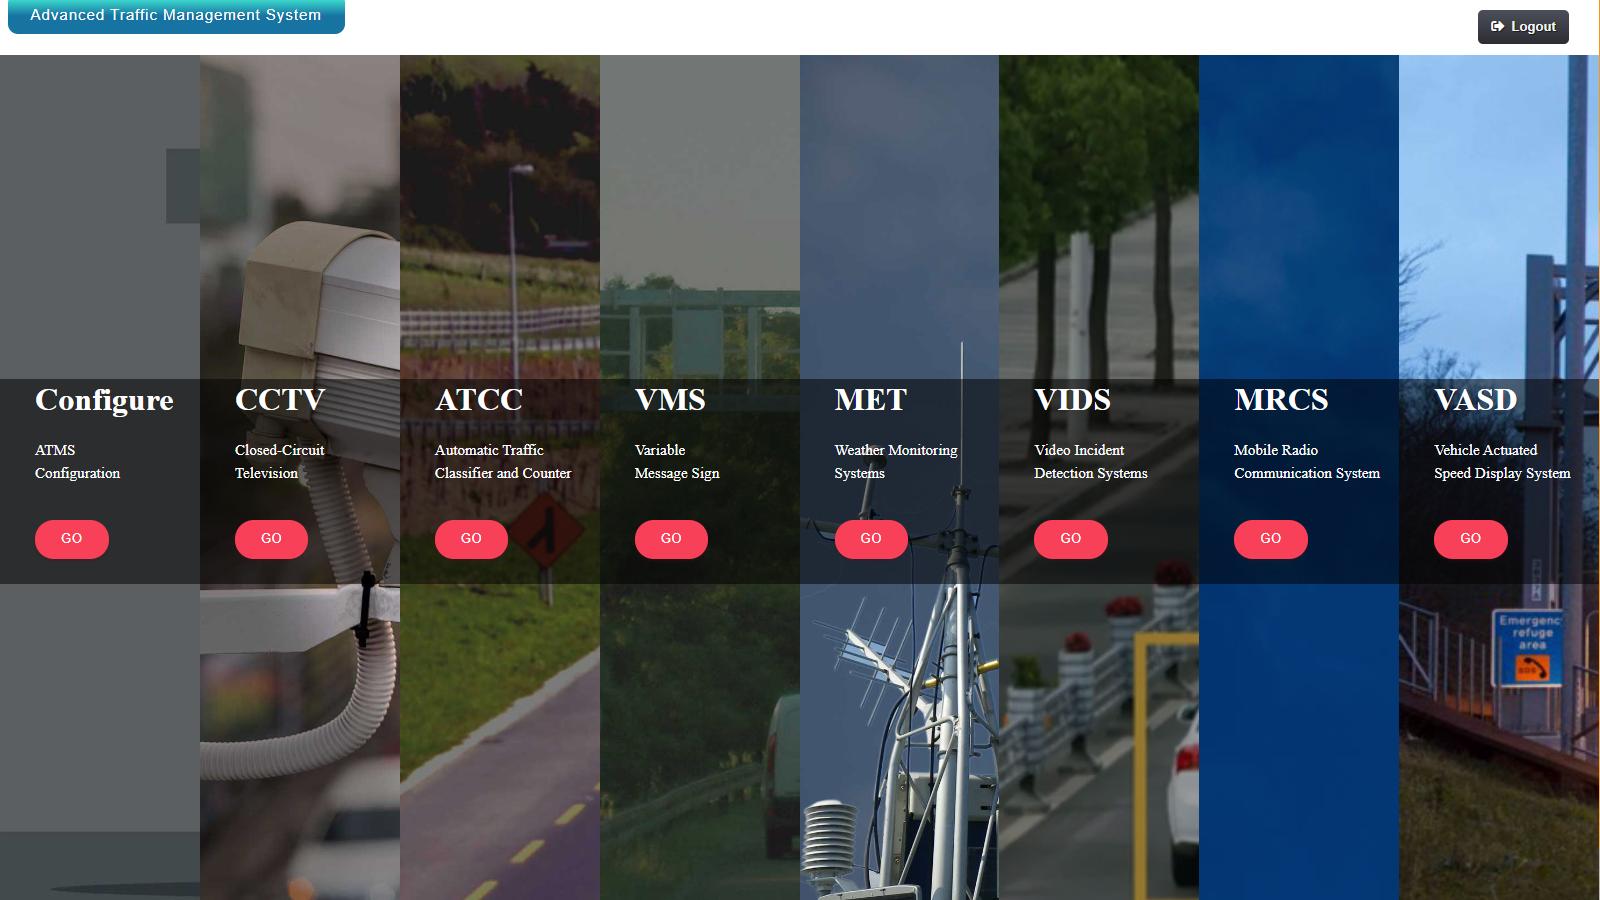 Advanced Traffic Management System
Logout
Configure
ATMS
Configuration
GO
CCTV
Closed-Circuit
Television
GO
ATCC
Automatic Traffic
Classifier and Counter
GO
VMS
Variable
Message Sign
GO
MET
Weather Monitoring
Systems
GO
VIDS
Video Incident
Detection Systems
GO
MRCS
Mobile Radio
Communication System
GO
VASD
Vehicle Actuated
Speed Display System
GO
Emergenc
refuge
area
SOS